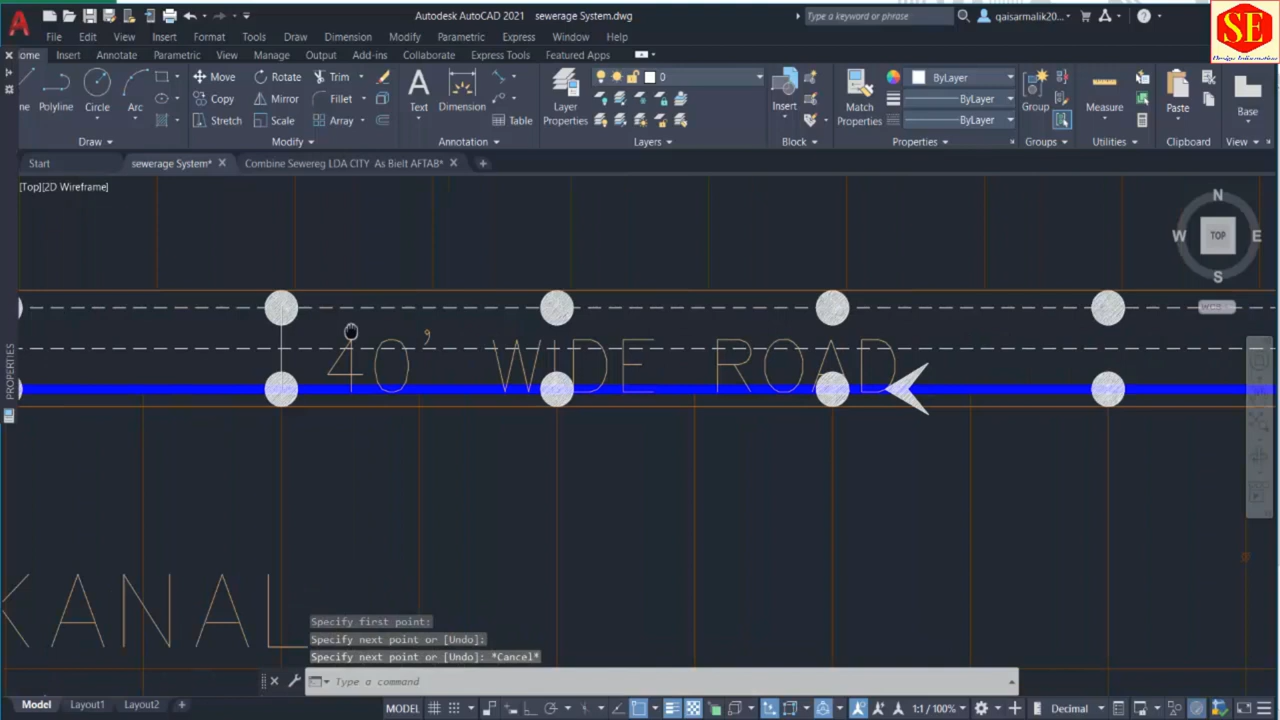 Autodesk AutoCAD 2021 sewerage System.dwg
Type a keyword or phrase
qaisarmalik20...
SE
Design Informative
File Edit View Insert Format Tools Draw Dimension Modify Parametric Express Window Help
ome Insert Annotate Parametric View Manage Output Add-ins Collaborate Express Tools Featured Apps
ne Polyline Circle Arc
Move Rotate Trim
Copy Mirror Fillet
Stretch Scale Array
Text Dimension Table
Layer Properties
0
Insert
Match Properties
ByLayer
ByLayer
ByLayer
Group
Measure
Paste
Base
Draw Modify Annotation Layers Block Properties Groups Utilities Clipboard View
Start sewerage System* Combine Sewereg LDA CITY As Bielt AFTAB*
[Top][2D Wireframe]
N
W TOP E
S
40' WIDE ROAD
PROPERTIES
KANAL
Specify first point:
Specify next point or [Undo]:
Specify next point or [Undo]: *Cancel*
Type a command
Model Layout1 Layout2
MODEL 1:1 / 100% Decimal